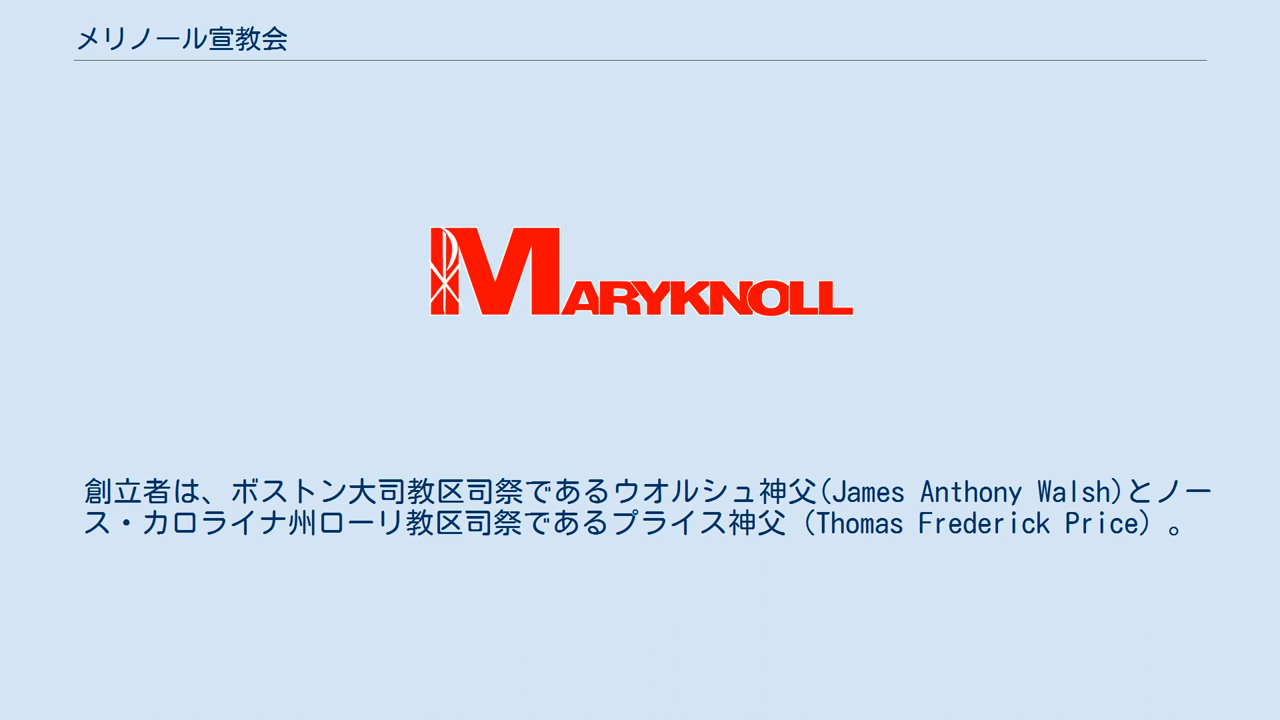 メリノール宣教会
MARYKNOLL
創立者は、ボストン大司教区司祭であるウオルシュ神父(James Anthony Walsh)とノー
ス・カロライナ州ローリ教区司祭であるプライス神父（Thomas Frederick Price）。